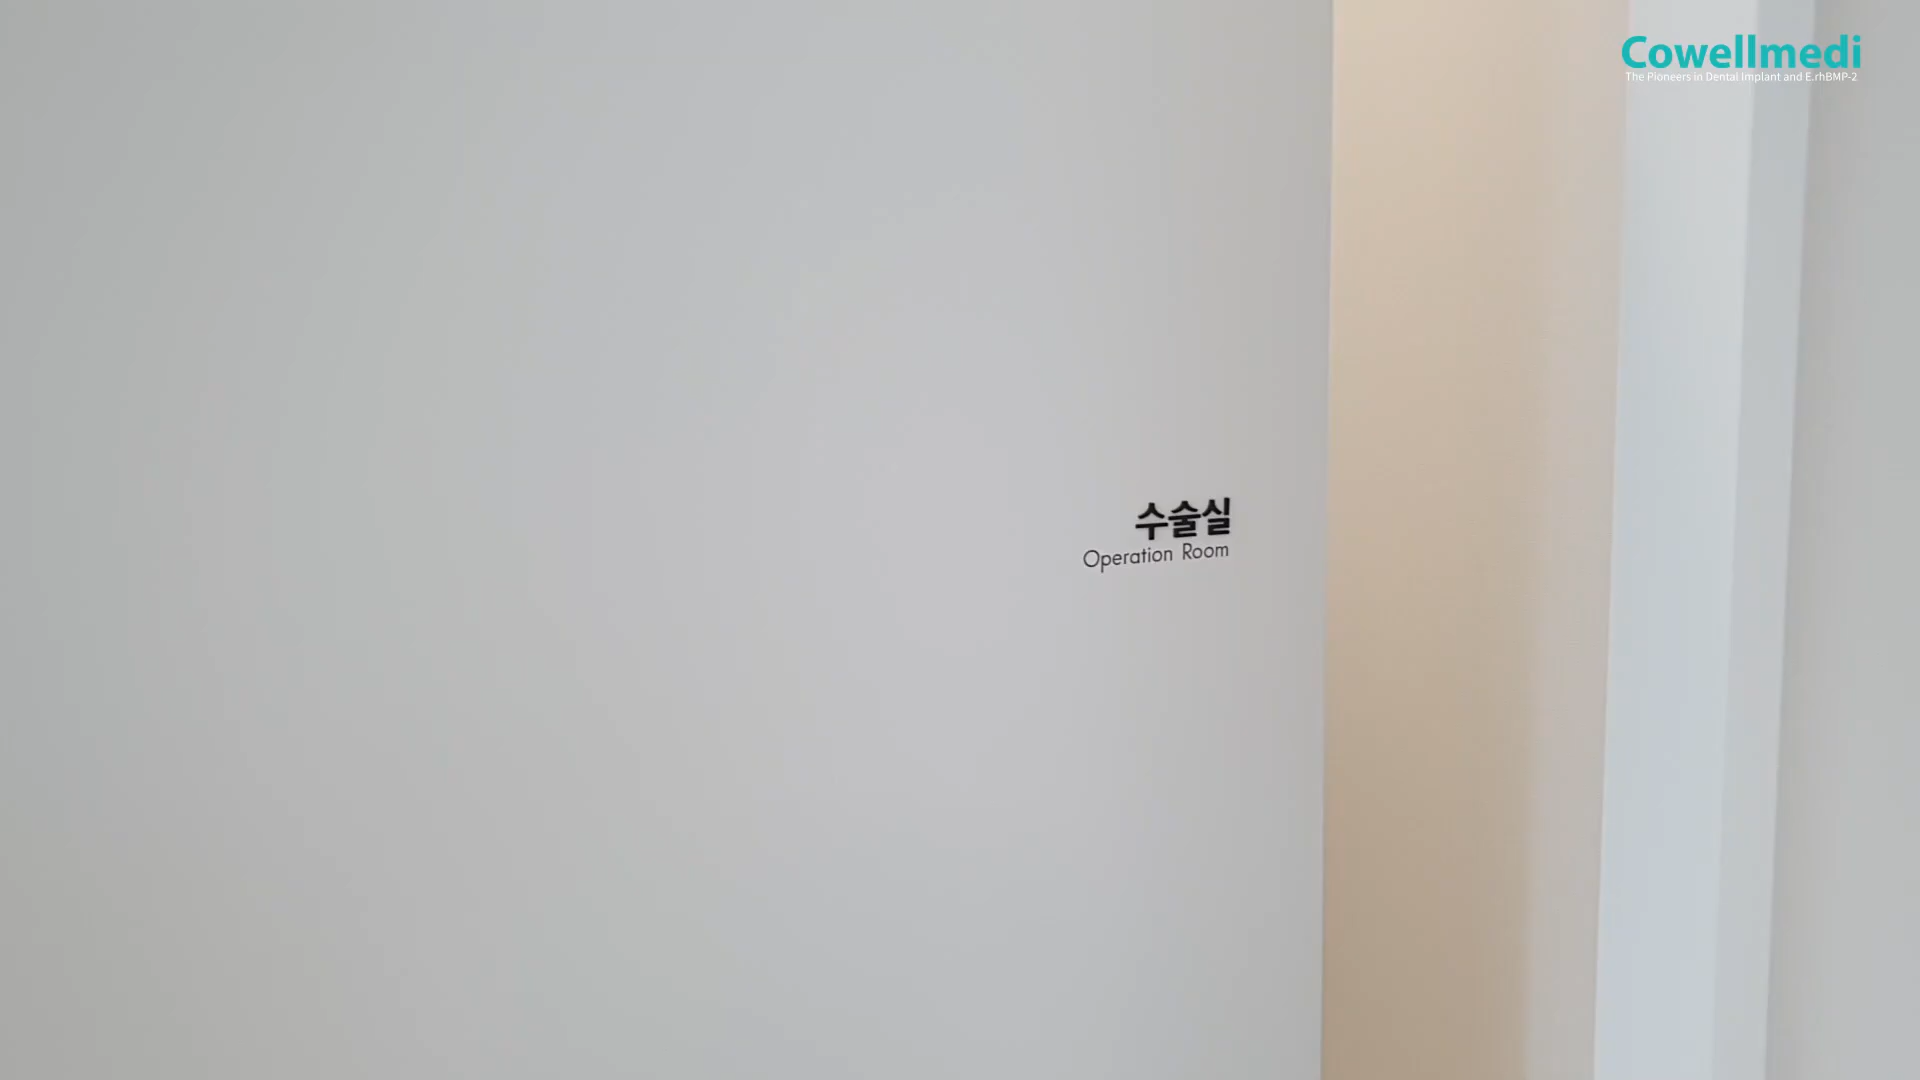 Cowellmedi
The Pioneers in Dental Implant and E.rhBMP-2
수술실
Operation Room